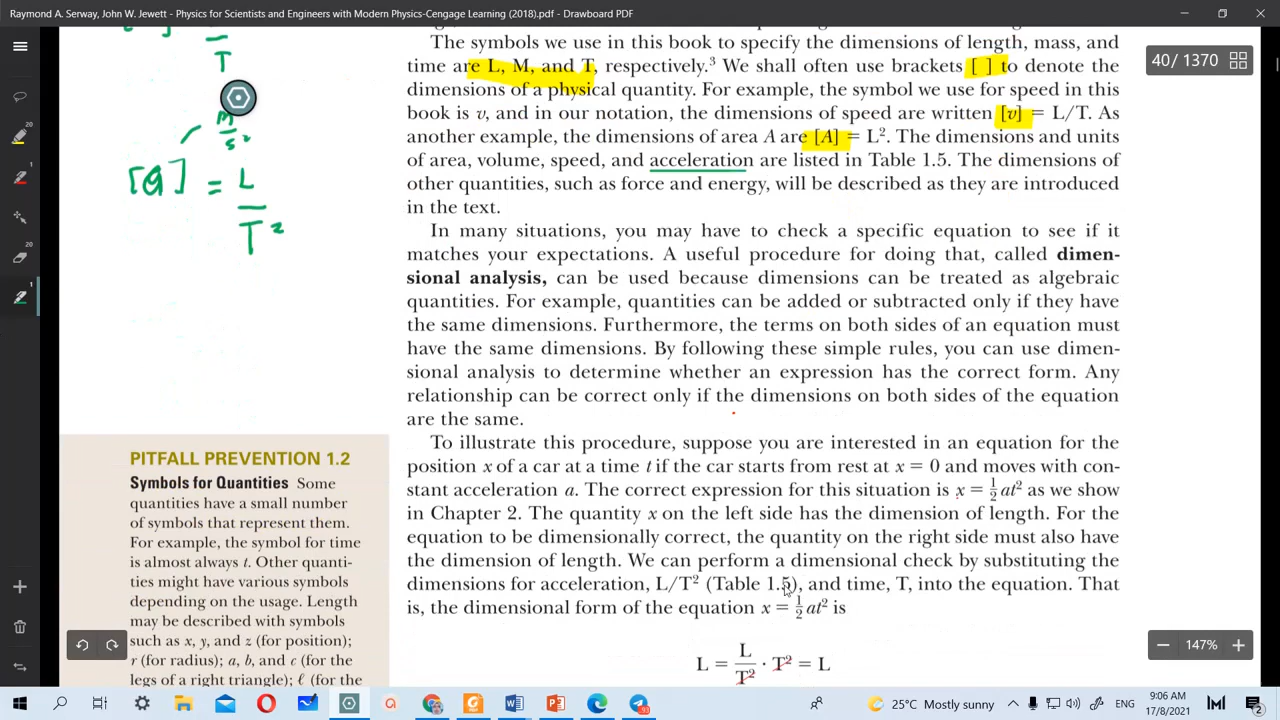 Raymond A. Serway, John W. Jewett - Physics for Scientists and Engineers with Modern Physics-Cengage Learning (2018).pdf - Drawboard PDF
40 / 1370
T
m
s²
[a] = L
T²
The symbols we use in this book to specify the dimensions of length, mass, and
time are L, M, and T, respectively.³ We shall often use brackets [ ] to denote the
dimensions of a physical quantity. For example, the symbol we use for speed in this
book is v, and in our notation, the dimensions of speed are written [v] = L/T. As
another example, the dimensions of area A are [A] = L². The dimensions and units
of area, volume, speed, and acceleration are listed in Table 1.5. The dimensions of
other quantities, such as force and energy, will be described as they are introduced
in the text.
In many situations, you may have to check a specific equation to see if it
matches your expectations. A useful procedure for doing that, called dimen-
sional analysis, can be used because dimensions can be treated as algebraic
quantities. For example, quantities can be added or subtracted only if they have
the same dimensions. Furthermore, the terms on both sides of an equation must
have the same dimensions. By following these simple rules, you can use dimen-
sional analysis to determine whether an expression has the correct form. Any
relationship can be correct only if the dimensions on both sides of the equation
are the same.
To illustrate this procedure, suppose you are interested in an equation for the
position x of a car at a time t if the car starts from rest at x = 0 and moves with con-
stant acceleration a. The correct expression for this situation is x = ½ at² as we show
in Chapter 2. The quantity x on the left side has the dimension of length. For the
equation to be dimensionally correct, the quantity on the right side must also have
the dimension of length. We can perform a dimensional check by substituting the
dimensions for acceleration, L/T² (Table 1.5), and time, T, into the equation. That
is, the dimensional form of the equation x = ½ at² is
L = L/T² · T² = L
PITFALL PREVENTION 1.2
Symbols for Quantities Some
quantities have a small number
of symbols that represent them.
For example, the symbol for time
is almost always t. Other quanti-
ties might have various symbols
depending on the usage. Length
may be described with symbols
such as x, y, and z (for position);
r (for radius); a, b, and c (for the
legs of a right triangle); ℓ (for the
20
20
147%
25°C Mostly sunny
ENG
9:06 AM
17/8/2021
2